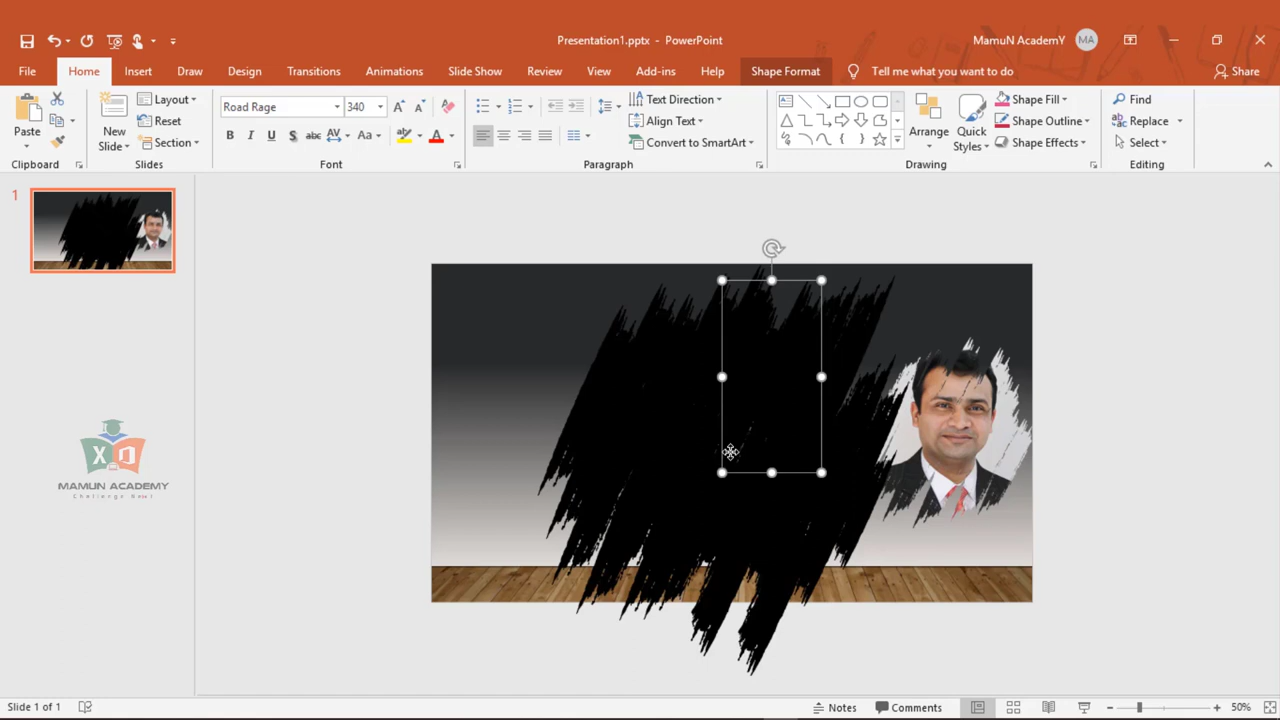 Presentation1.pptx - PowerPoint
MamuN AcademY
MA
File
Home
Insert
Draw
Design
Transitions
Animations
Slide Show
Review
View
Add-ins
Help
Shape Format
Tell me what you want to do
Share
Paste
Clipboard
New
Slide
Layout
Reset
Section
Slides
Road Rage
340
B I U S abc AV Aa A
Font
Text Direction
Align Text
Convert to SmartArt
Paragraph
Arrange
Quick
Styles
Shape Fill
Shape Outline
Shape Effects
Drawing
Find
Replace
Select
Editing
1
X O
MAMUN ACADEMY
Challenge Next
Slide 1 of 1
Notes
Comments
50%